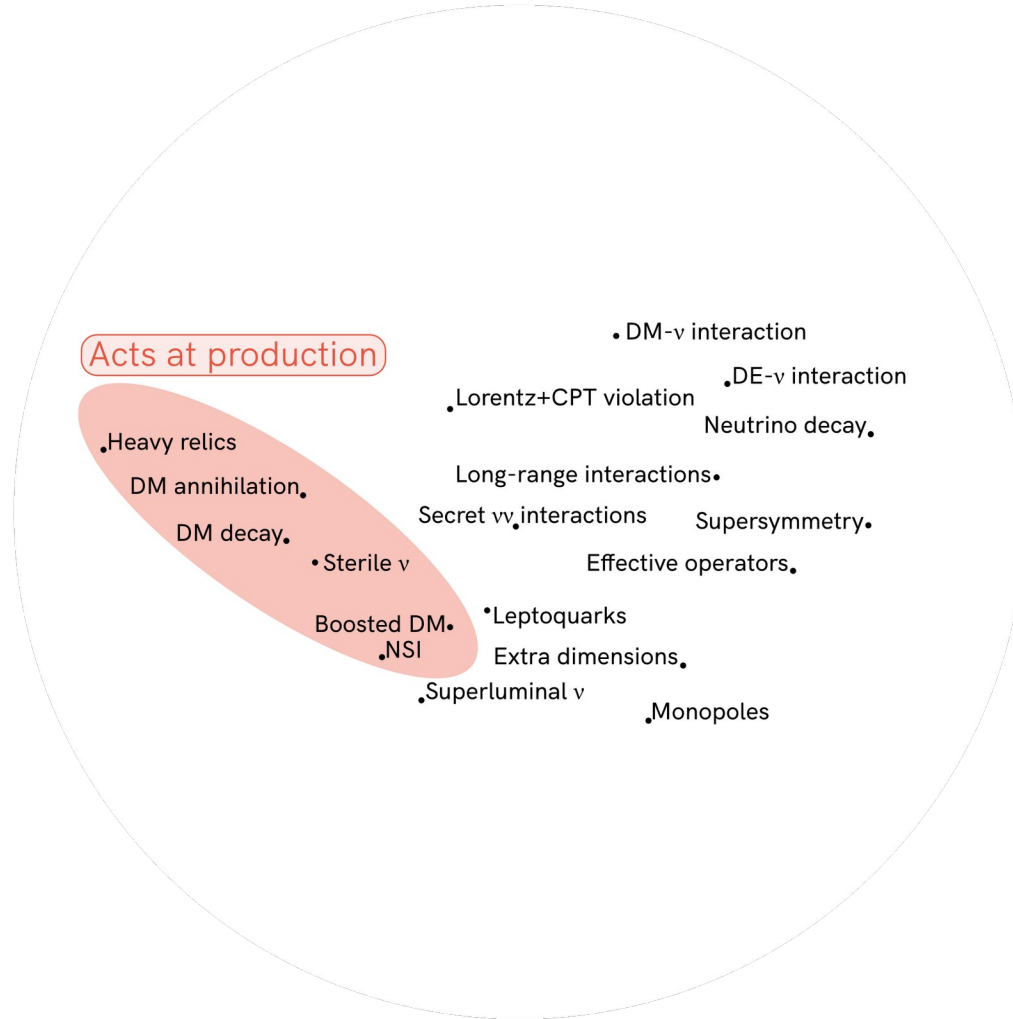 DM-ν interaction
Acts at production
DE-ν interaction
Lorentz+CPT violation
Neutrino decay
Heavy relics
Long-range interactions
DM annihilation
Secret νν interactions
Supersymmetry
DM decay
Sterile ν
Effective operators
Leptoquarks
Boosted DM
NSI
Extra dimensions
Superluminal ν
Monopoles